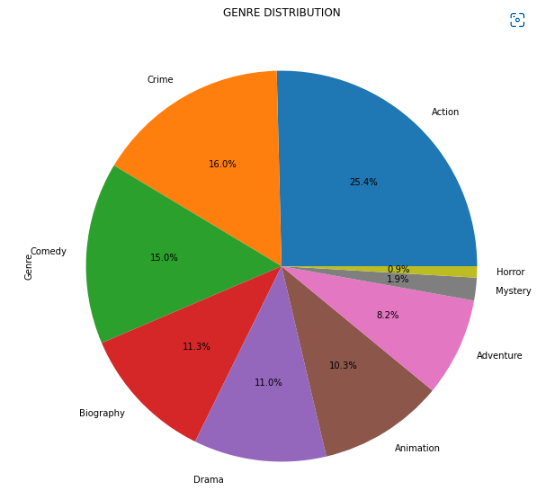 GENRE DISTRIBUTION
Crime
Action
16.0%
25.4%
Comedy
15.0%
Genre
0.9%
Horror
1.9%
Mystery
8.2%
11.3%
Adventure
10.3%
11.0%
Biography
Animation
Drama